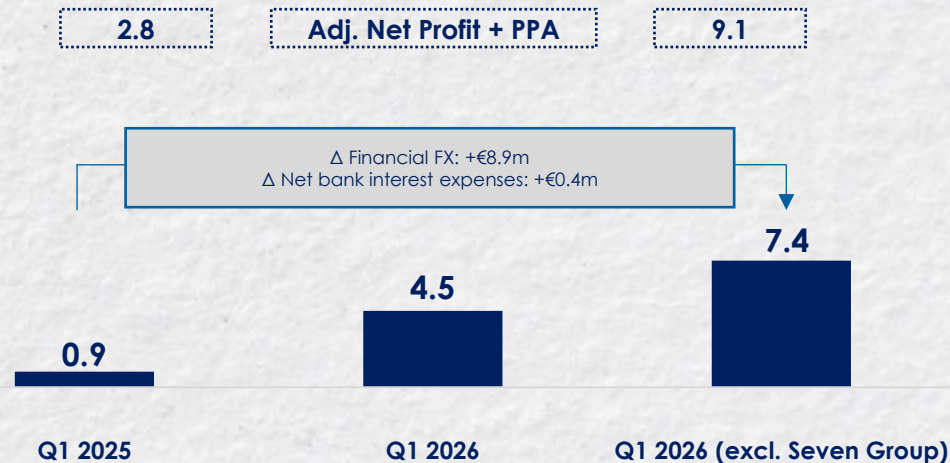 2.8 Adj. Net Profit + PPA 9.1
Δ Financial FX: +€8.9m
Δ Net bank interest expenses: +€0.4m
7.4
4.5
0.9
Q1 2025 Q1 2026 Q1 2026 (excl. Seven Group)